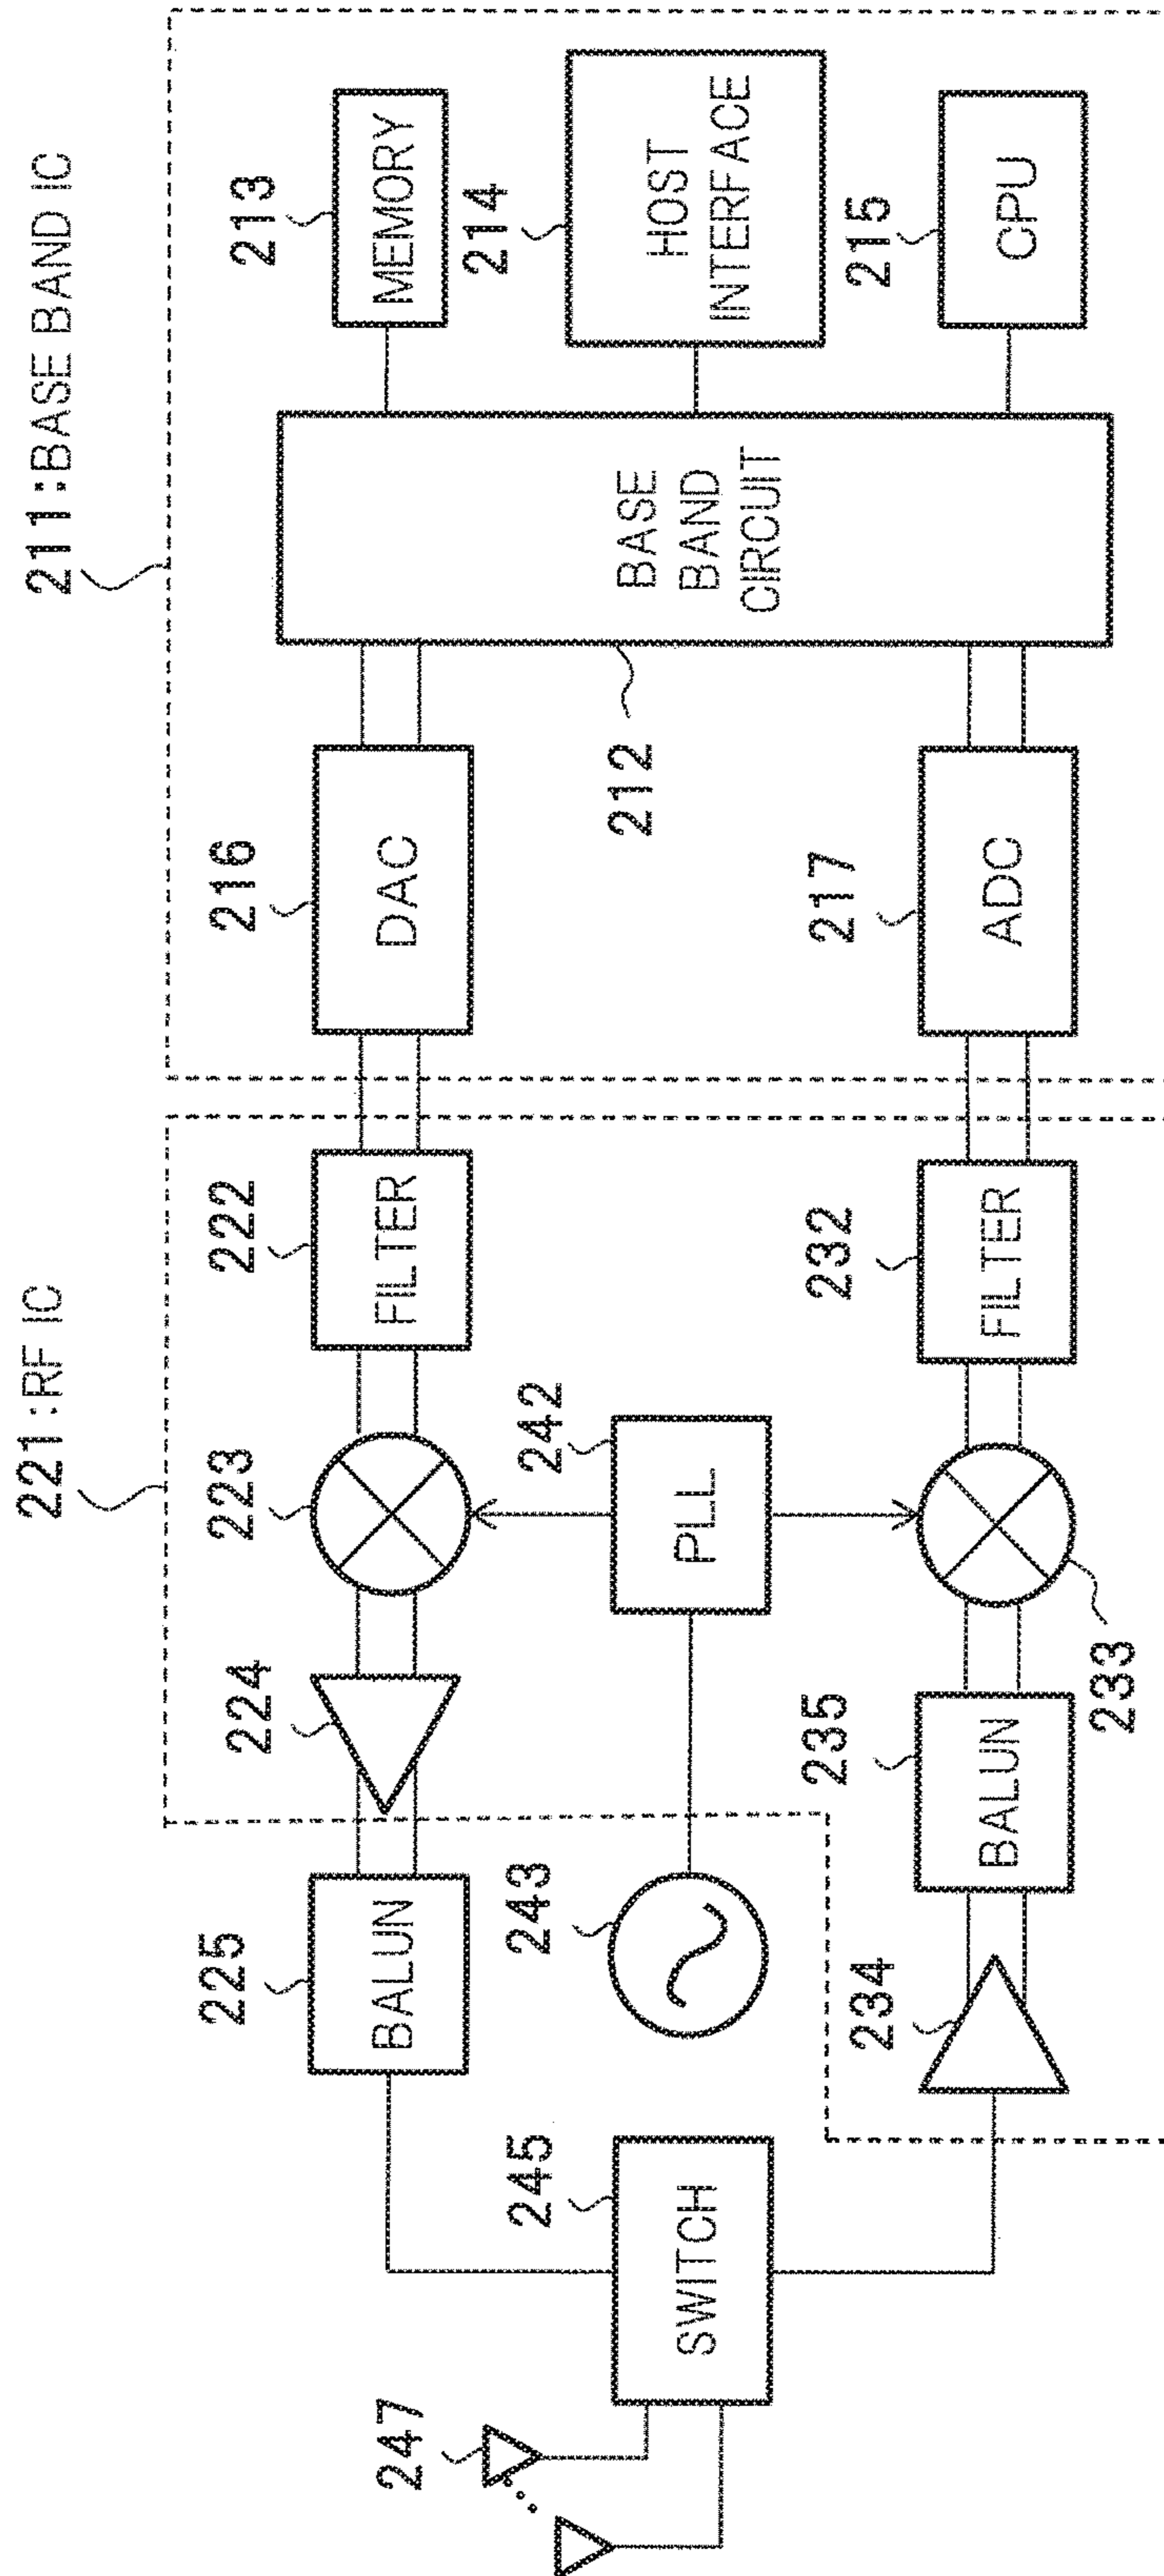 221:RF IC
211:BASE BAND IC
247
245
SWITCH
225
BALUN
224
223
222
FILTER
216
DAC
213
MEMORY
214
HOST
INTERFACE
212
BASE
BAND
CIRCUIT
243
242
PLL
234
235
BALUN
233
232
FILTER
217
ADC
215
CPU